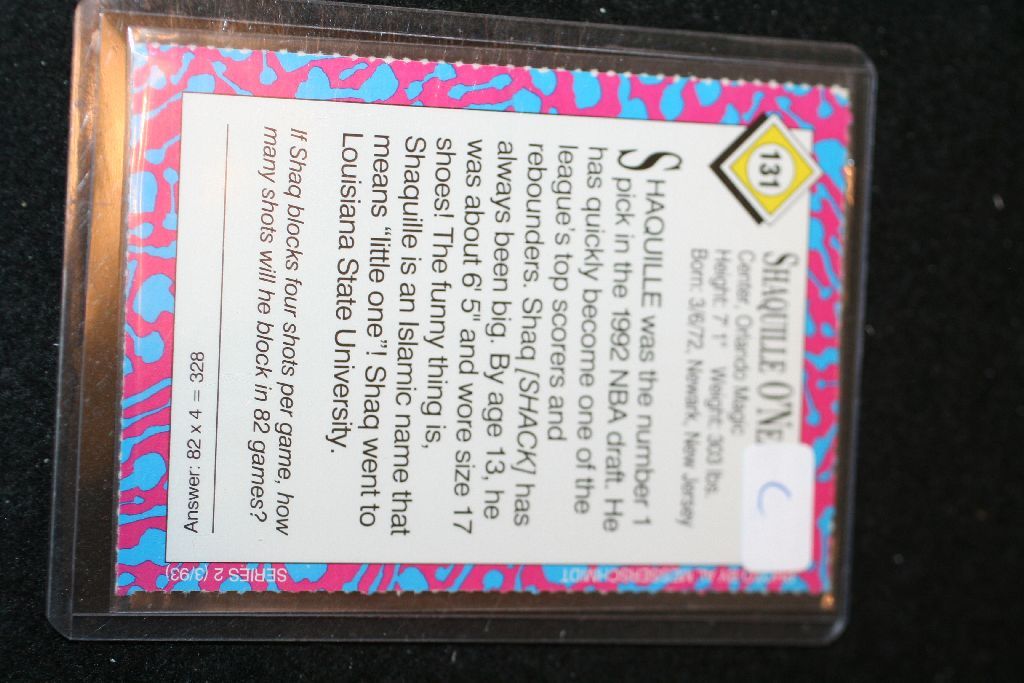 131
SHAQUILLE O'NE
Center, Orlando Magic
Height: 7' 1" Weight: 303 lbs.
Born: 3/6/72, Newark, New Jersey
SHAQUILLE was the number 1
pick in the 1992 NBA draft. He
has quickly become one of the
league's top scorers and
rebounders. Shaq [SHACK] has
always been big. By age 13, he
was about 6' 5" and wore size 17
shoes! The funny thing is,
Shaquille is an Islamic name that
means "little one"! Shaq went to
Louisiana State University.
If Shaq blocks four shots per game, how
many shots will he block in 82 games?
Answer: 82 x 4 = 328
C
BY AL MESSERSCHMIDT
SERIES 2 (3/93)